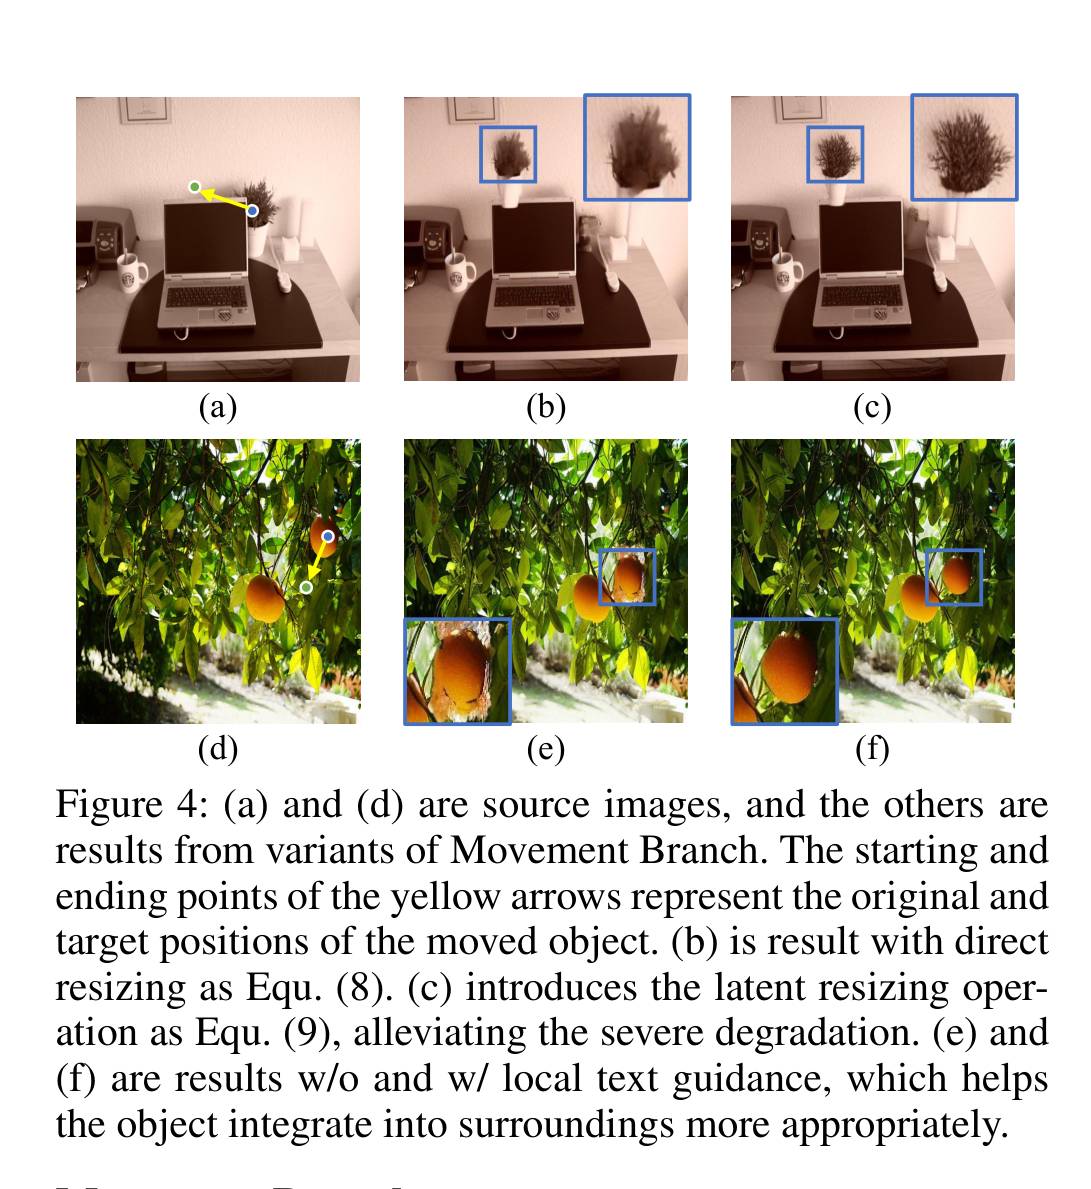 (a)
(b)
(c)
(d)
(e)
(f)
Figure 4: (a) and (d) are source images, and the others are
results from variants of Movement Branch. The starting and
ending points of the yellow arrows represent the original and
target positions of the moved object. (b) is result with direct
resizing as Equ. (8). (c) introduces the latent resizing oper-
ation as Equ. (9), alleviating the severe degradation. (e) and
(f) are results w/o and w/ local text guidance, which helps
the object integrate into surroundings more appropriately.